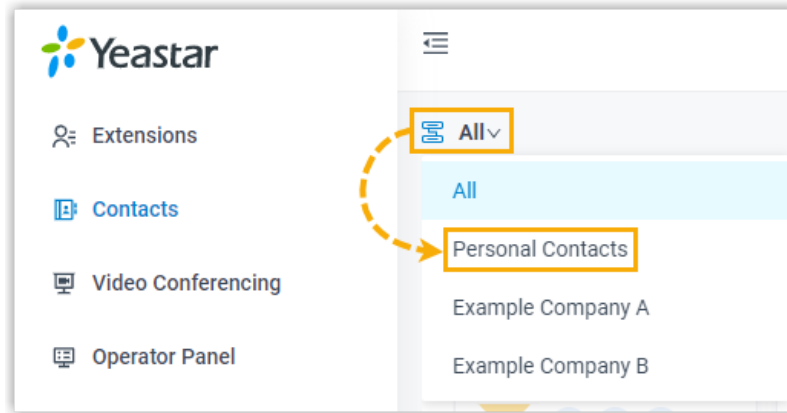 Yeastar
Extensions
Contacts
Video Conferencing
Operator Panel
All
All
Personal Contacts
Example Company A
Example Company B